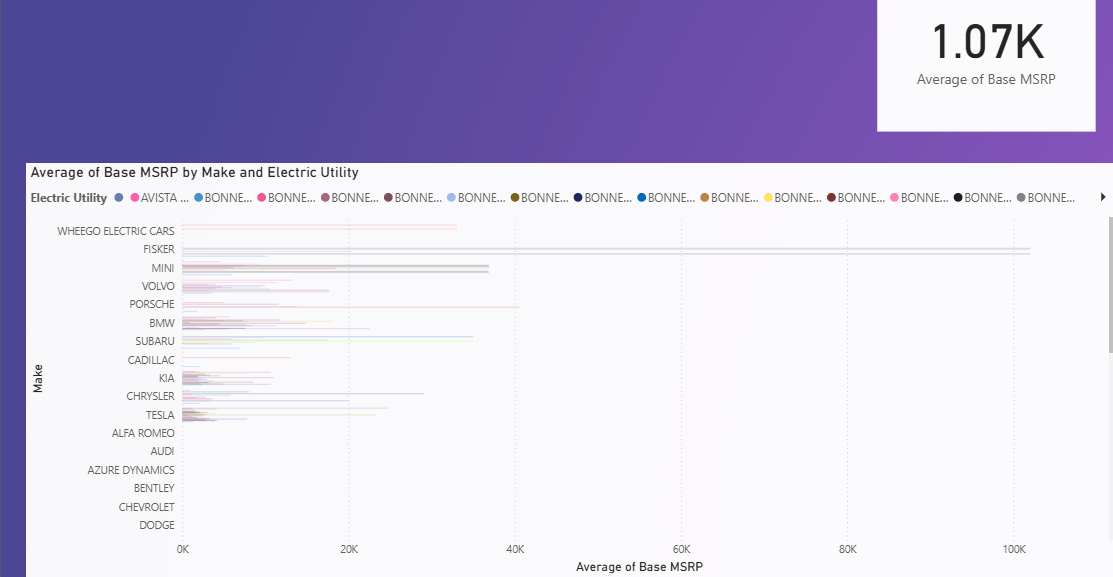 1.07K
Average of Base MSRP
Average of Base MSRP by Make and Electric Utility
Electric Utility AVISTA ... BONNE... BONNE... BONNE... BONNE... BONNE... BONNE... BONNE... BONNE... BONNE... BONNE... BONNE... BONNE... BONNE... BONNE...
WHEEGO ELECTRIC CARS
FISKER
MINI
VOLVO
PORSCHE
BMW
SUBARU
CADILLAC
KIA
CHRYSLER
TESLA
ALFA ROMEO
AUDI
AZURE DYNAMICS
BENTLEY
CHEVROLET
DODGE
Make
0K 20K 40K 60K 80K 100K
Average of Base MSRP